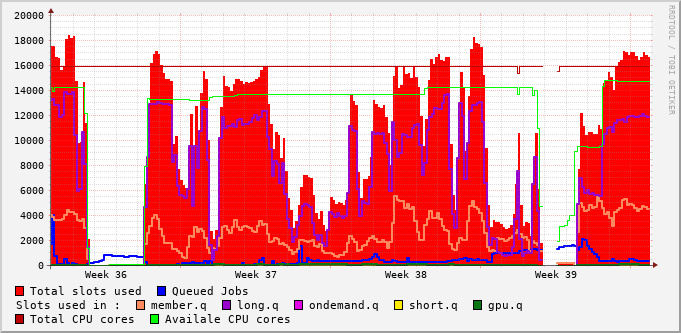 20000
18000
16000
14000
12000
10000
8000
6000
4000
2000
0
Week 36 Week 37 Week 38 Week 39
RRDTOOL / TOBI OETIKER
Total slots used Queued Jobs
Slots used in : member.q long.q ondemand.q short.q gpu.q
Total CPU cores Availale CPU cores